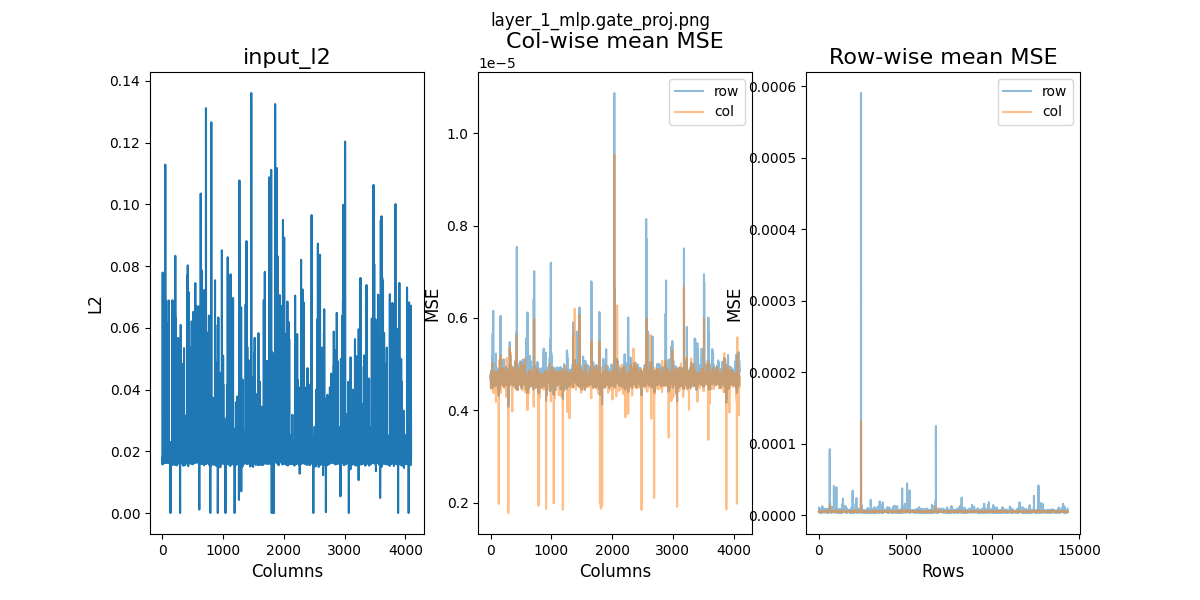 layer_1_mlp.gate_proj.png
input_l2
L2
0.14
0.12
0.10
0.08
0.06
0.04
0.02
0.00
0
1000
2000
3000
4000
Columns
Col-wise mean MSE
1e−5
MSE
1.0
0.8
0.6
0.4
0.2
row
col
0
1000
2000
3000
4000
Columns
Row-wise mean MSE
MSE
0.0006
0.0005
0.0004
0.0003
0.0002
0.0001
0.0000
row
col
0
5000
10000
15000
Rows